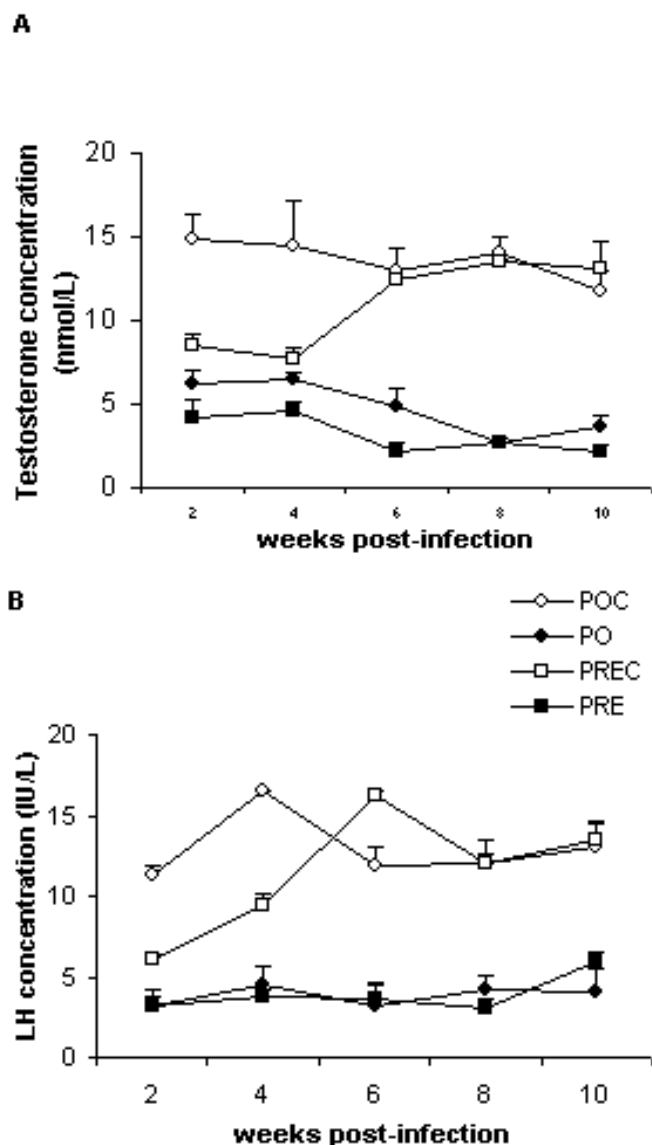 A
Testosterone concentration
(nmol/L)
20
15
10
5
0
2 4 6 8 10
weeks post-infection
B
POC
PO
PREC
PRE
LH concentration (IU/L)
20
15
10
5
0
2 4 6 8 10
weeks post-infection